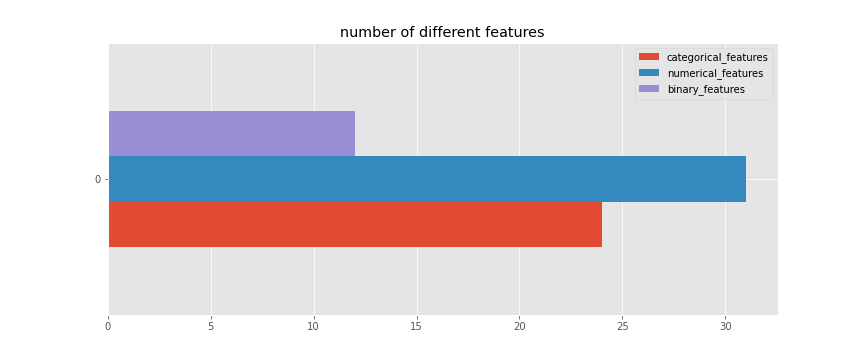 number of different features
categorical_features
numerical_features
binary_features
0
0
5
10
15
20
25
30